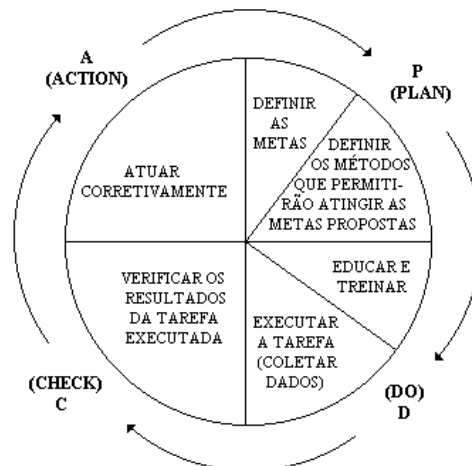 A
(ACTION)
P
(PLAN)
DEFINIR
AS
METAS
DEFINIR
OS MÉTODOS
QUE PERMITI-
RÃO ATINGIR AS
METAS PROPOSTAS
ATUAR
CORRETIVAMENTE
EDUCAR E
TREINAR
VERIFICAR OS
RESULTADOS
DA TAREFA
EXECUTADA
EXECUTAR
A TAREFA
(COLETAR
DADOS)
(CHECK)
C
(DO)
D